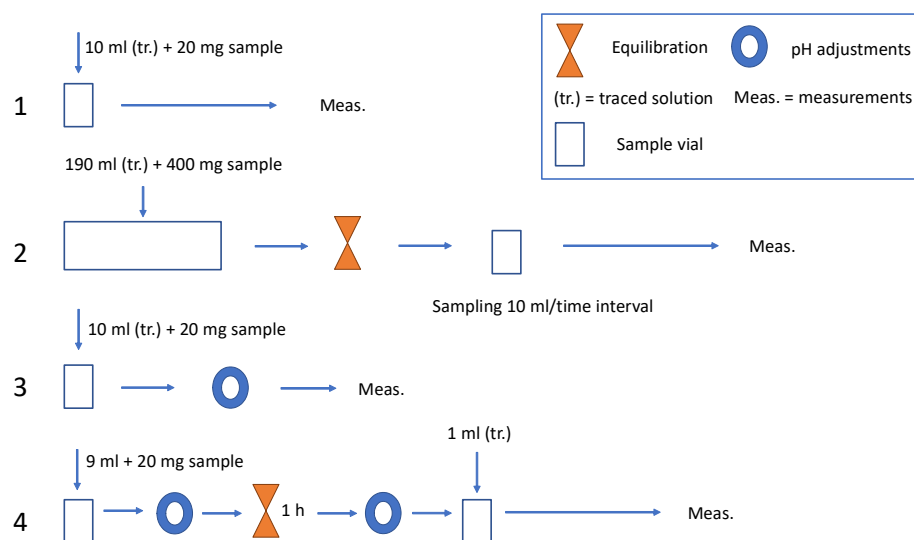 10 ml (tr.) + 20 mg sample
1
Meas.
Equilibration
pH adjustments
(tr.) = traced solution
Meas. = measurements
Sample vial
190 ml (tr.) + 400 mg sample
2
Meas.
Sampling 10 ml/time interval
10 ml (tr.) + 20 mg sample
3
Meas.
1 ml (tr.)
9 ml + 20 mg sample
4
1 h
Meas.